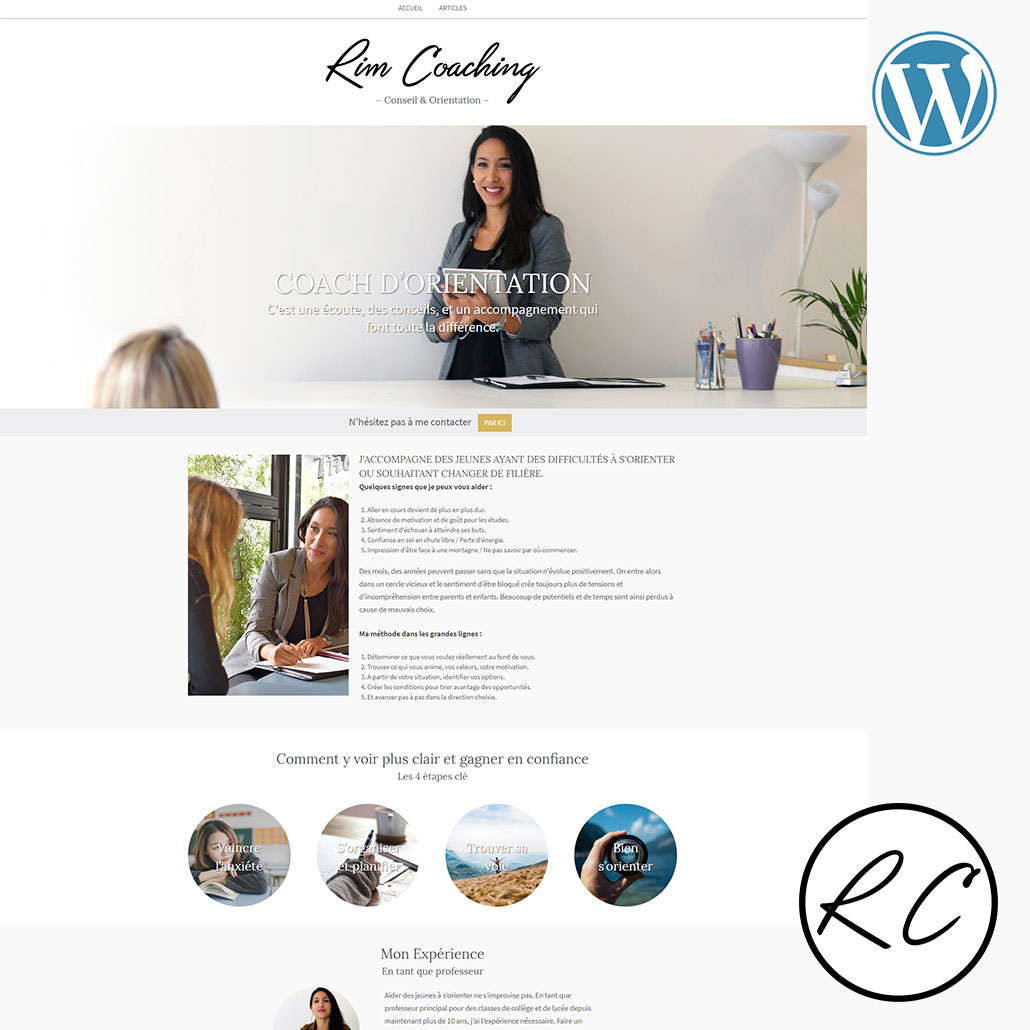 ACCUEIL ARTICLES
Rim Coaching
– Conseil & Orientation –
COACH D'ORIENTATION
C'est une écoute, des conseils, et un accompagnement qui
font toute la différence.
N'hésitez pas à me contacter PAR ICI
J'ACCOMPAGNE DES JEUNES AYANT DES DIFFICULTÉS À S'ORIENTER
OU SOUHAITANT CHANGER DE FILIÈRE.
Quelques signes que je peux vous aider :
1. Aller en cours devient de plus en plus dur.
2. Absence de motivation et de goût pour les études.
3. Sentiment d'échouer à atteindre ses buts.
4. Confiance en soi en chute libre / Perte d'énergie.
5. Impression d'être face à une montagne / Ne pas savoir par où commencer.
Des mois, des années peuvent passer sans que la situation n'évolue positivement. On entre alors
dans un cercle vicieux et le sentiment d'être bloqué crée toujours plus de tensions et
d'incompréhension entre parents et enfants. Beaucoup de potentiels et de temps sont ainsi perdus à
cause de mauvais choix.
Ma méthode dans les grandes lignes :
1. Déterminer ce que vous voulez réellement au fond de vous.
2. Trouver ce qui vous anime, vos valeurs, votre motivation.
3. A partir de votre situation, identifier vos options.
4. Créer les conditions pour tirer avantage des opportunités.
5. Et avancer pas à pas dans la direction choisie.
Comment y voir plus clair et gagner en confiance
Les 4 étapes clé
Vaincre
l'anxiété
S'organiser
et planifier
Trouver sa
voie
Bien
s'orienter
Mon Expérience
En tant que professeur
Aider des jeunes à s'orienter ne s'improvise pas. En tant que
professeur principal pour des classes de collège et de lycée depuis
maintenant plus de 10 ans, j'ai l'expérience nécessaire. Faire un
W
RC